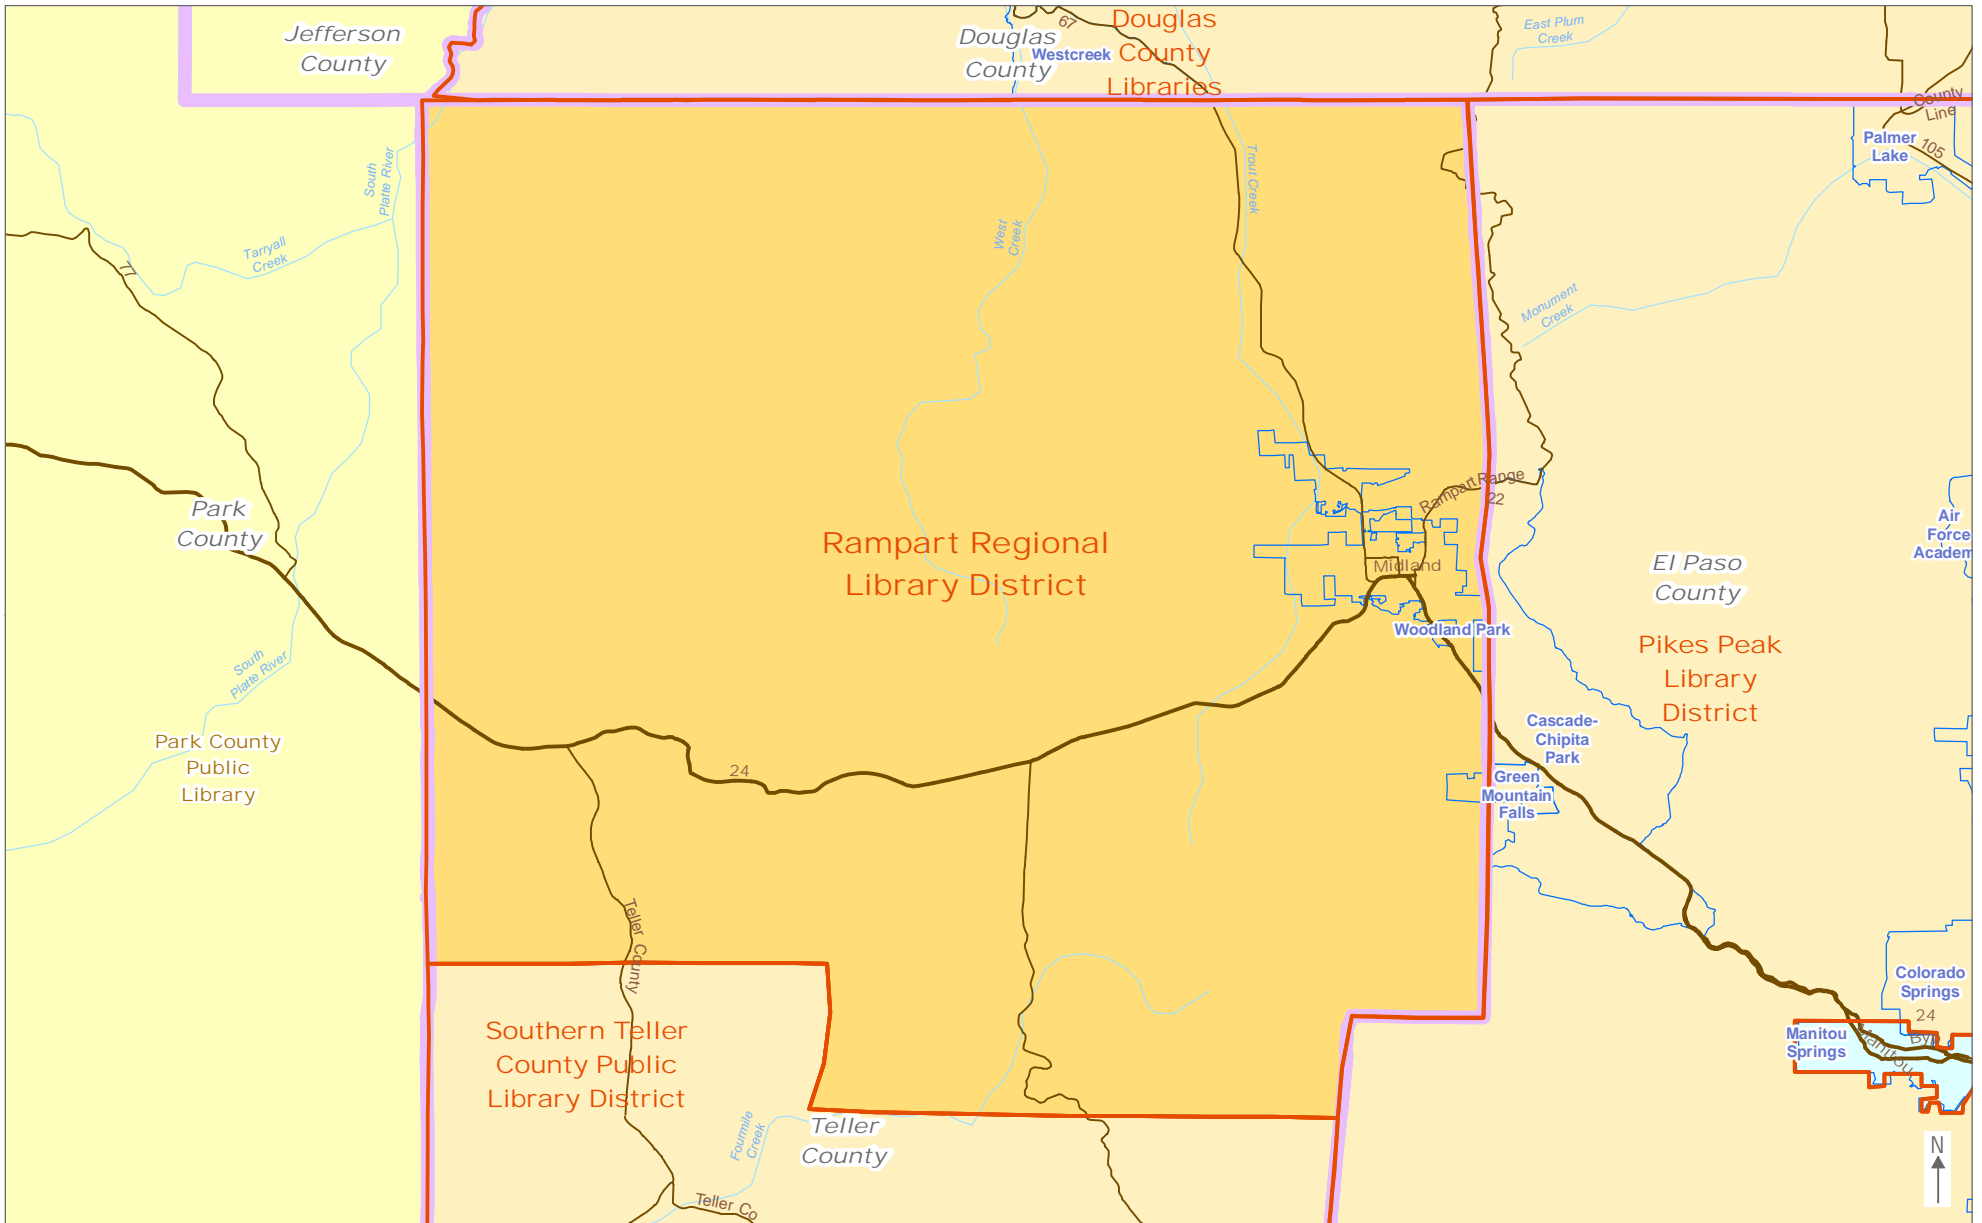 Jefferson
County
Douglas
County
67
Westcreek
Douglas
County
Libraries
East Plum
Creek
County
Line
105
Palmer
Lake
South
Platte River
Trout Creek
West
Creek
Tarryall
Creek
77
Monument
Creek
Park
County
Rampart Range
22
Air
Force
Academ
Rampart Regional
Library District
Midland
El Paso
County
Woodland Park
Pikes Peak
Library
District
South
Platte River
Park County
Public
Library
24
Cascade-
Chipita
Park
Green
Mountain
Falls
Teller County
Colorado
Springs
24
Byp
Manitou
Springs
Manitou
Southern Teller
County Public
Library District
Fourmile
Creek
Teller
County
Teller Co
N